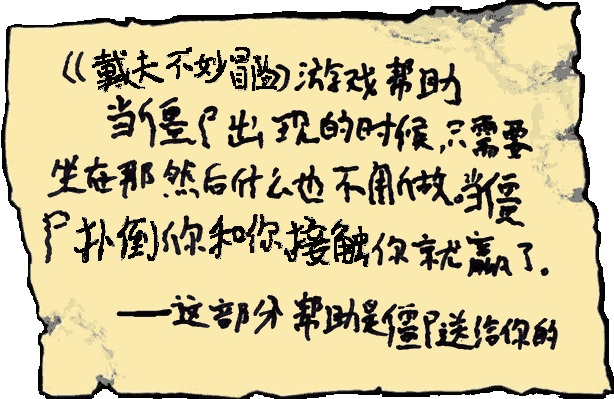 《戴夫不妙冒险》游戏帮助
当僵尸出现的时候,只需要
坐在那然后什么也不用做。当僵
尸扑倒你和你接触你就赢了。
——这部分帮助是僵尸送给你的